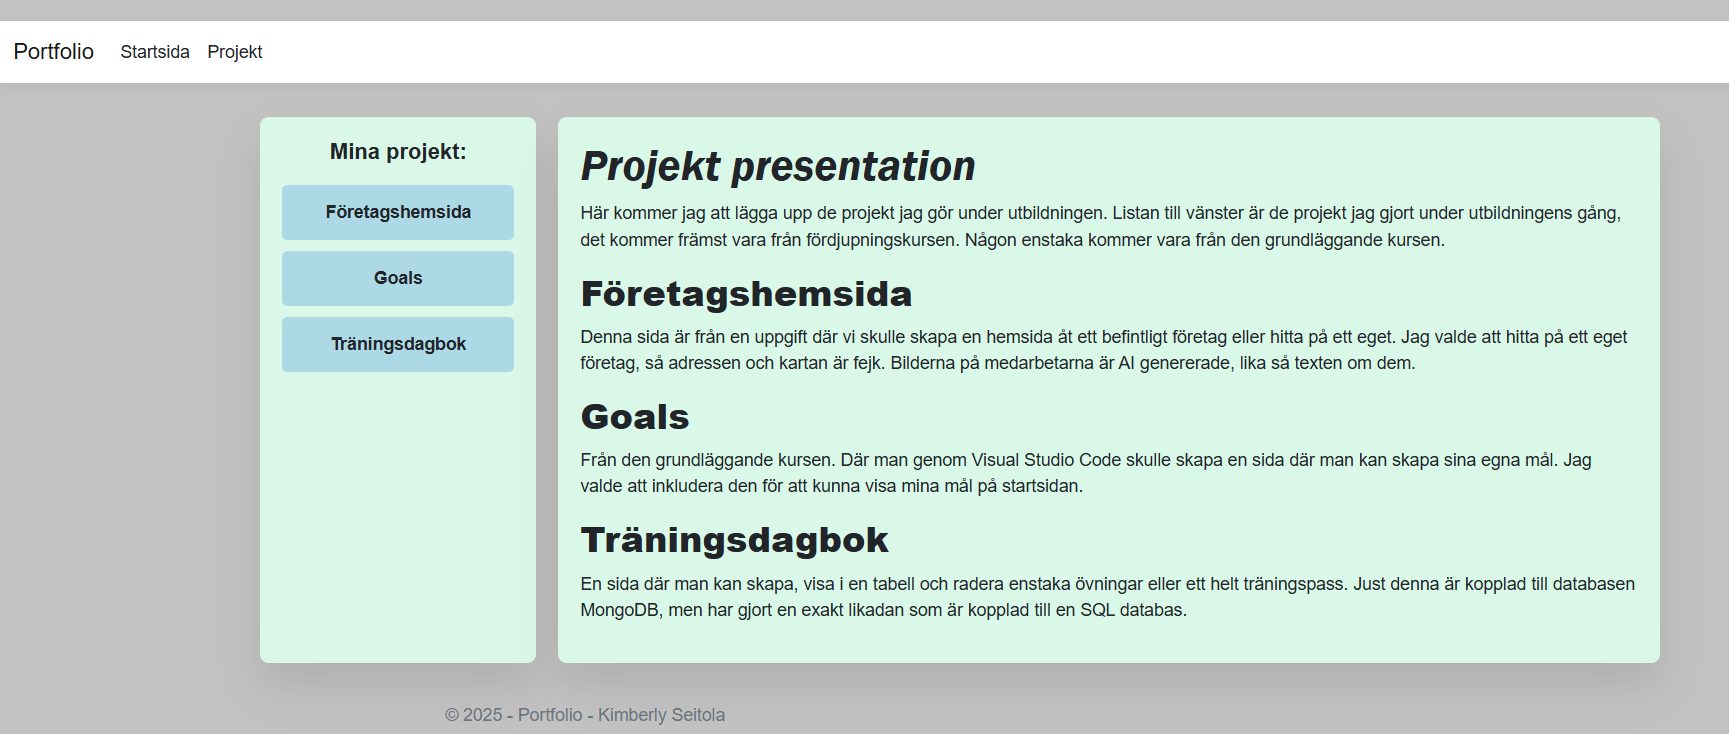 Portfolio Startsida Projekt
Mina projekt:
Företagshemsida
Goals
Träningsdagbok
Projekt presentation
Här kommer jag att lägga upp de projekt jag gör under utbildningen. Listan till vänster är de projekt jag gjort under utbildningens gång,
det kommer främst vara från fördjupningskursen. Någon enstaka kommer vara från den grundläggande kursen.
Företagshemsida
Denna sida är från en uppgift där vi skulle skapa en hemsida åt ett befintligt företag eller hitta på ett eget. Jag valde att hitta på ett eget
företag, så adressen och kartan är fejk. Bilderna på medarbetarna är AI genererade, lika så texten om dem.
Goals
Från den grundläggande kursen. Där man genom Visual Studio Code skulle skapa en sida där man kan skapa sina egna mål. Jag
valde att inkludera den för att kunna visa mina mål på startsidan.
Träningsdagbok
En sida där man kan skapa, visa i en tabell och radera enstaka övningar eller ett helt träningspass. Just denna är kopplad till databasen
MongoDB, men har gjort en exakt likadan som är kopplad till en SQL databas.
© 2025 - Portfolio - Kimberly Seitola